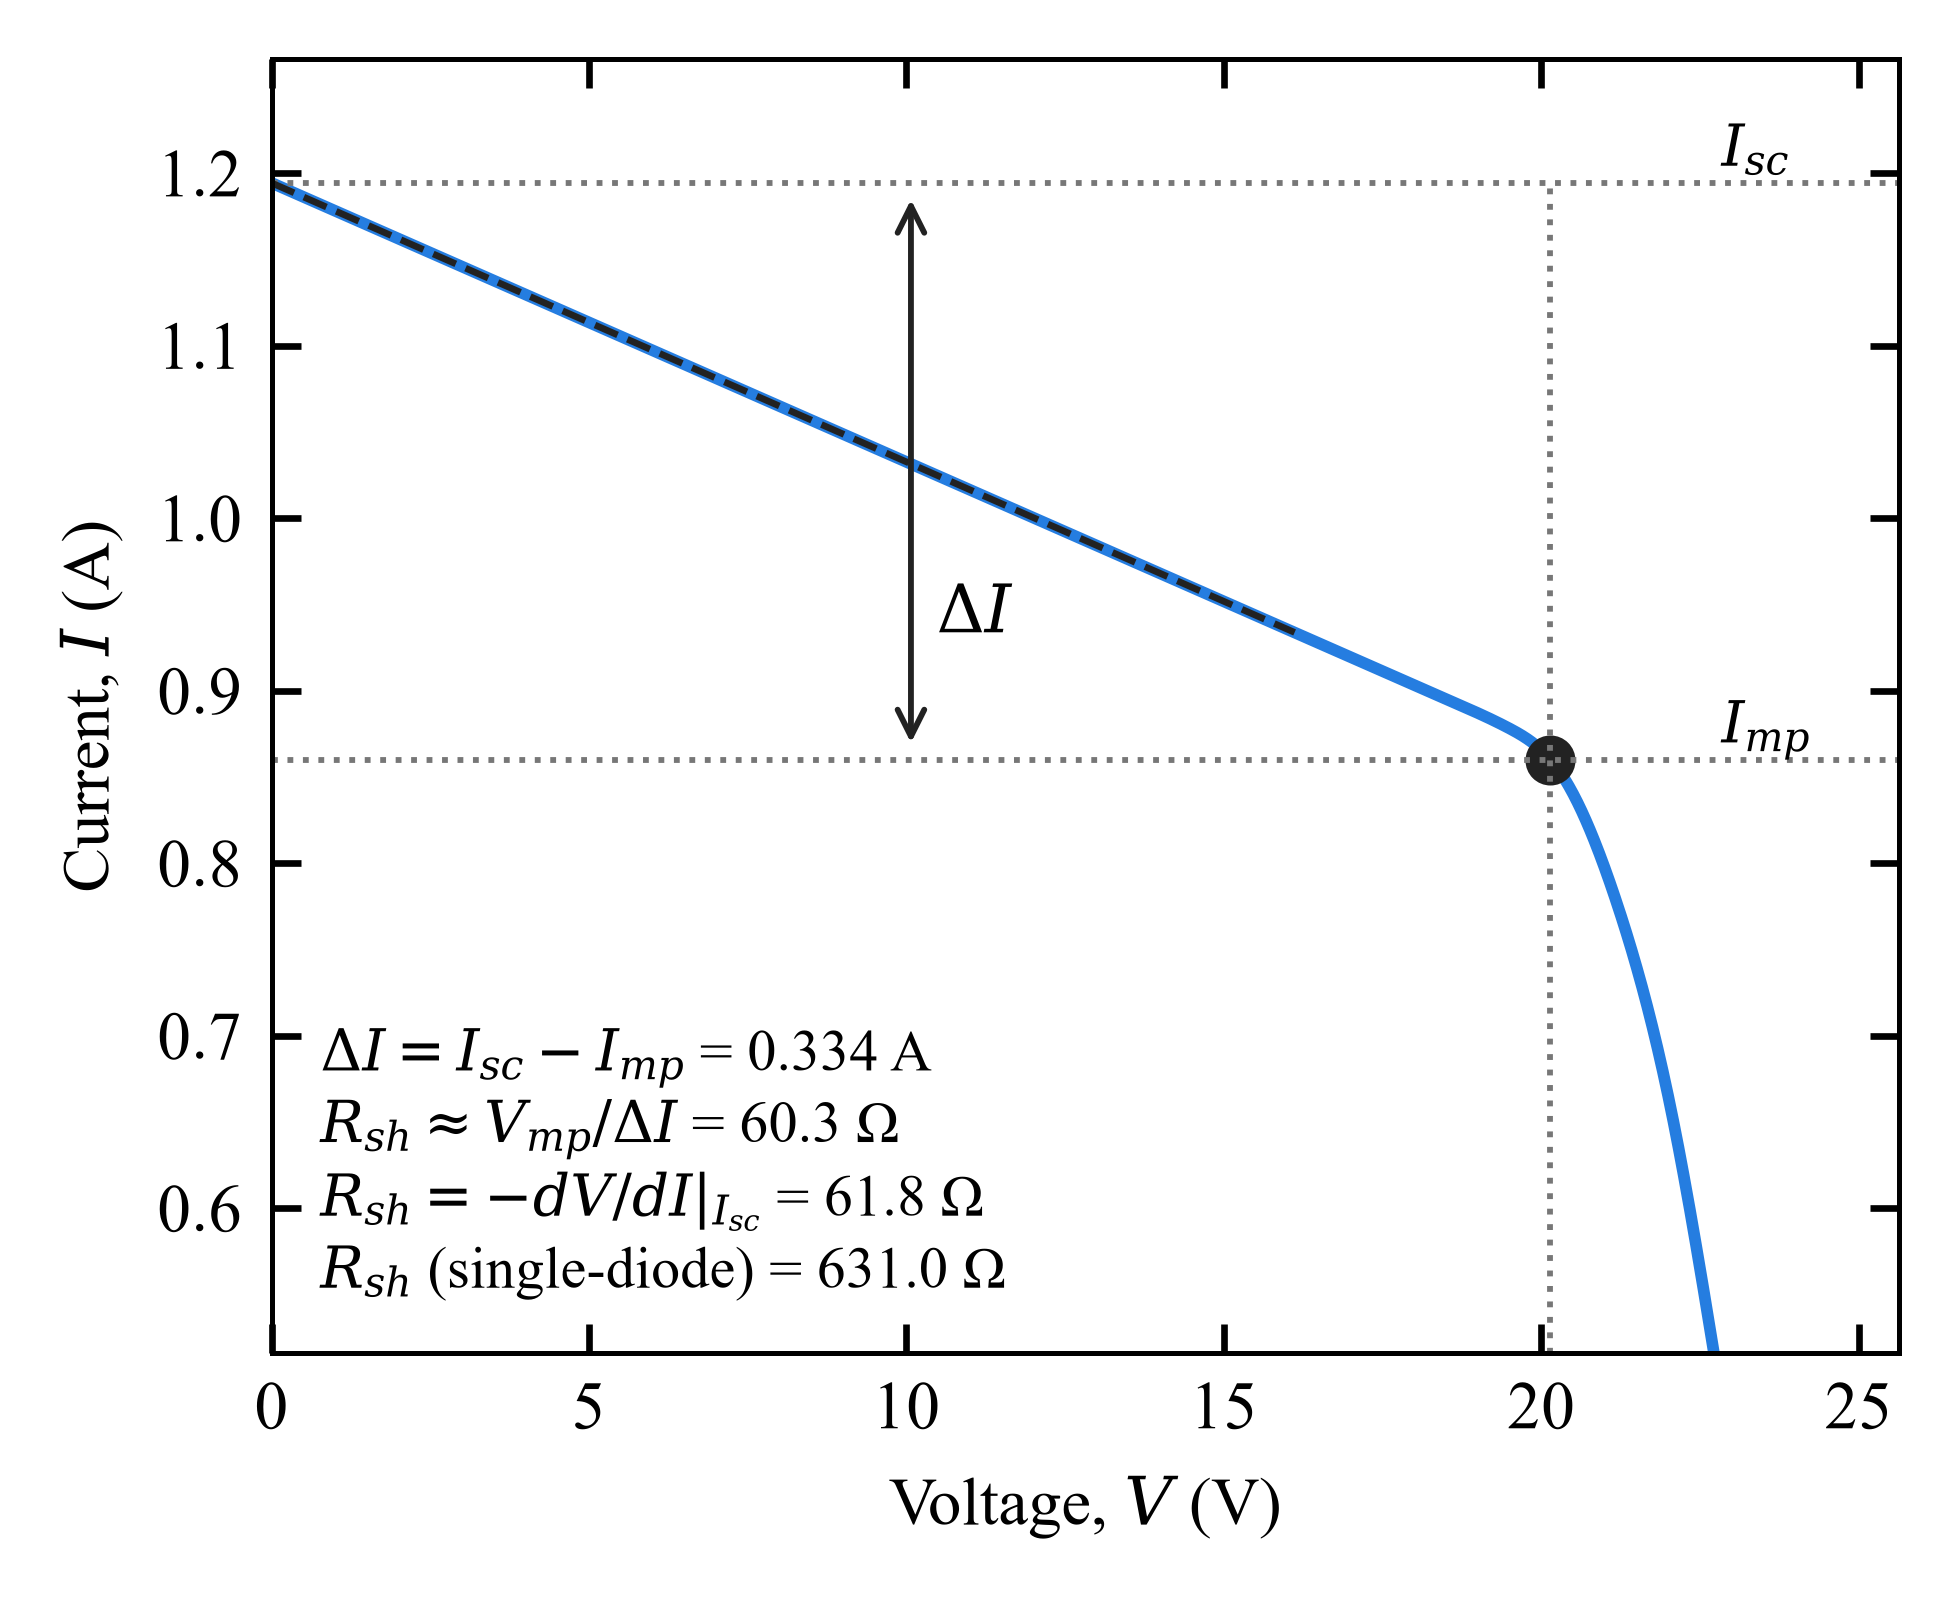 1.2
1.1
1.0
0.9
0.8
0.7
0.6
Current, I (A)
I_sc
ΔI
I_mp
ΔI = I_sc − I_mp = 0.334 A
R_sh ≈ V_mp/ΔI = 60.3 Ω
R_sh = −dV/dI|_I_sc = 61.8 Ω
R_sh (single-diode) = 631.0 Ω
0 5 10 15 20 25
Voltage, V (V)